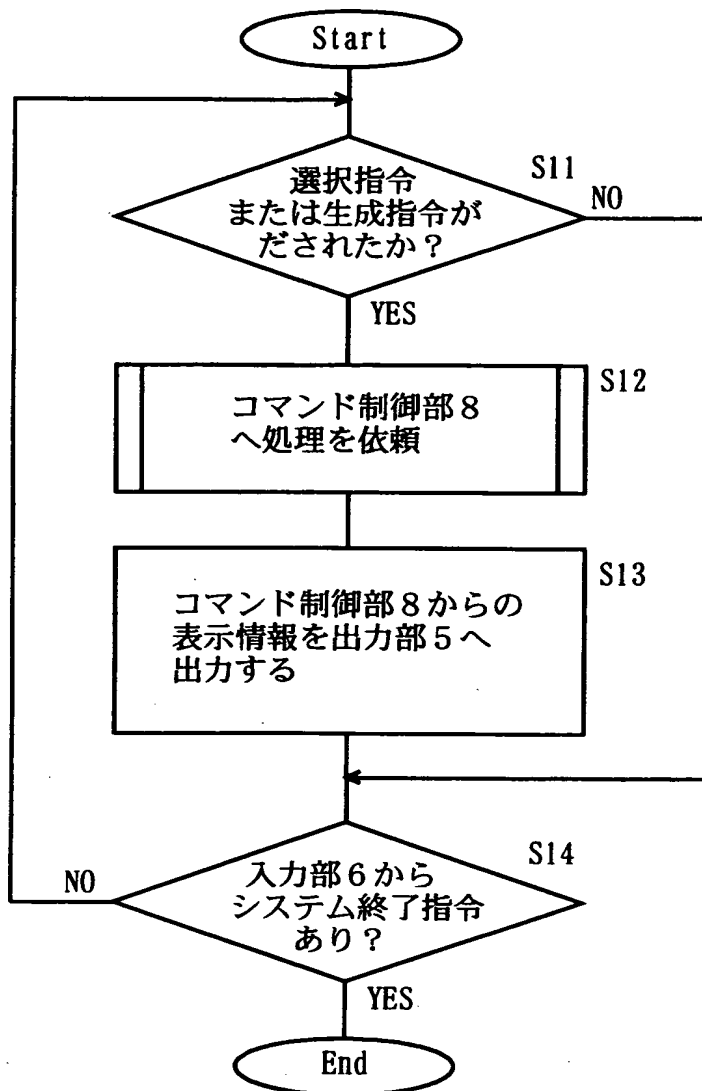 Start
S11
選択指令
または生成指令が
だされたか？
NO
YES
S12
コマンド制御部８
へ処理を依頼
S13
コマンド制御部８からの
表示情報を出力部５へ
出力する
S14
NO
入力部６から
システム終了指令
あり？
YES
End